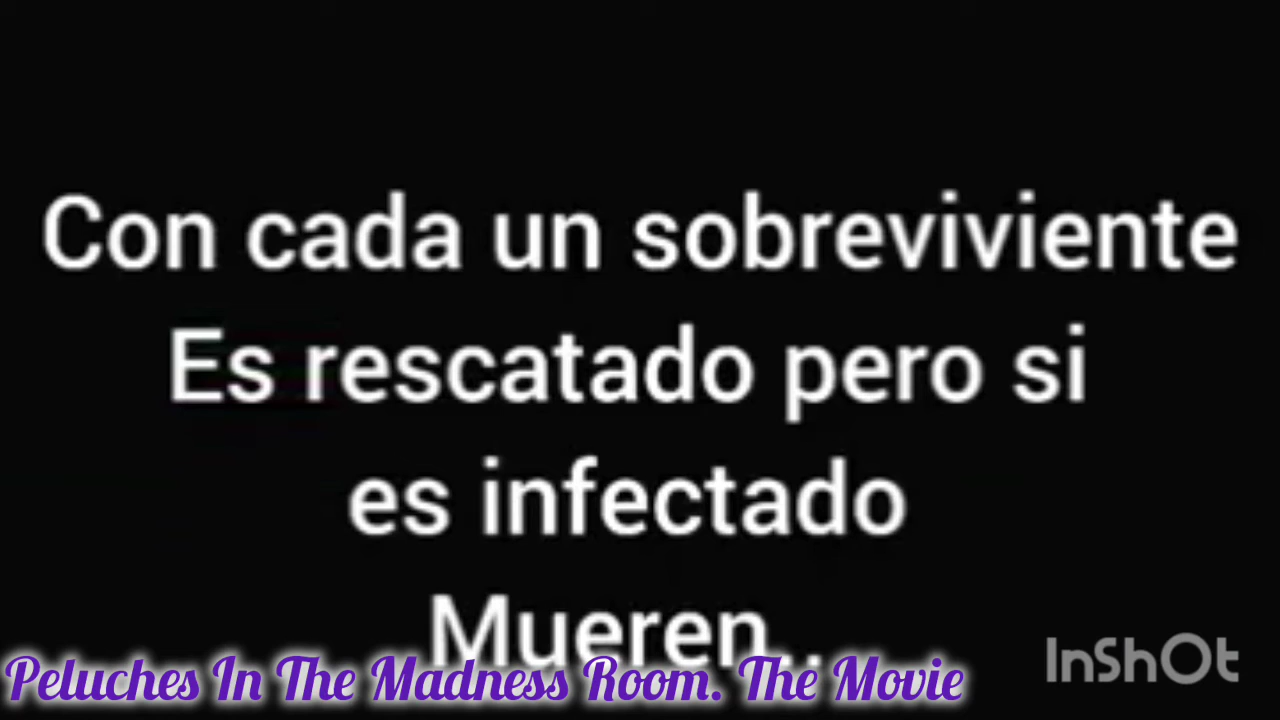 Con cada un sobreviviente
Es rescatado pero si
es infectado
Mueren..
Peluches In The Madness Room. The Movie
InShOt